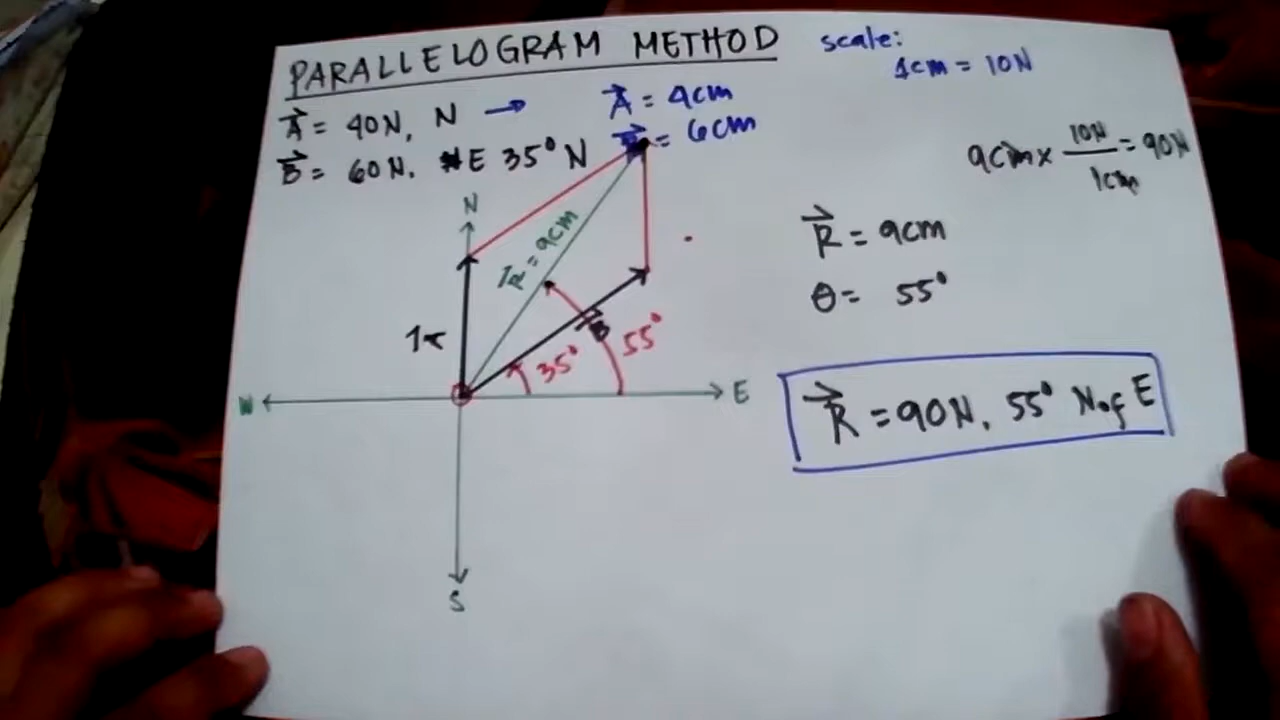 PARALLELOGRAM METHOD
scale:
1cm = 10N
A = 40N, N → A = 4cm
B = 60N, E 35° N = 6cm
9cm x 10N/1cm = 90N
N
R = 9cm
R = 9cm
θ = 55°
B
35°
55°
W
E
R = 90N, 55° N of E
S